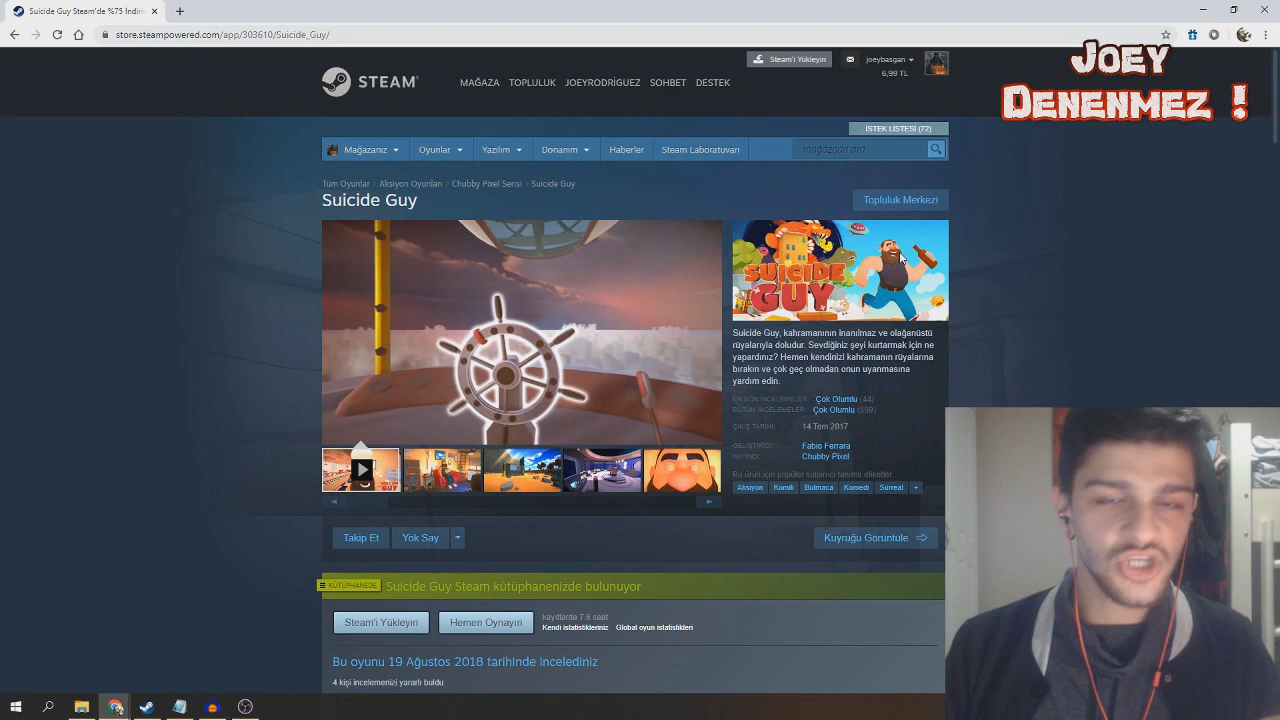 Suicide Guy Steam'de %75 İndiri
store.steampowered.com/app/303610/Suicide_Guy/
JOEY
DENENMEZ !
STEAM
MAĞAZA TOPLULUK JOEYRODRİGUEZ SOHBET DESTEK
Steam'i Yükleyin
joeybasgan
6,99 TL
İSTEK LİSTESİ (72)
Mağazanız Oyunlar Yazılım Donanım Haberler Steam Laboratuvarı
mağazada ara
Tüm Oyunlar > Aksiyon Oyunları > Chubby Pixel Serisi > Suicide Guy
Suicide Guy
Topluluk Merkezi
SUICIDE
GUY
Suicide Guy, kahramanının inanılmaz ve olağanüstü
rüyalarıyla doludur. Sevdiğiniz şeyi kurtarmak için ne
yapardınız? Hemen kendinizi kahramanın rüyalarına
bırakın ve çok geç olmadan onun uyanmasına
yardım edin.
EN SON İNCELEMELER: Çok Olumlu (44)
BÜTÜN İNCELEMELER: Çok Olumlu (559)
ÇIKIŞ TARİHİ: 14 Tem 2017
GELİŞTİRİCİ: Fabio Ferrara
YAYINCI: Chubby Pixel
Bu ürün için popüler kullanıcı tanımlı etiketler
Aksiyon Komik Bulmaca Komedi Sürreal +
Takip Et Yok Say
Kuyruğu Görüntüle
KÜTÜPHANEDE Suicide Guy Steam kütüphanenizde bulunuyor
Steam'i Yükleyin Hemen Oynayın
kayıtlarda 7.6 saat
Kendi istatistikleriniz Global oyun istatistikleri
Bu oyunu 19 Ağustos 2018 tarihinde incelediniz
4 kişi incelemenizi yararlı buldu